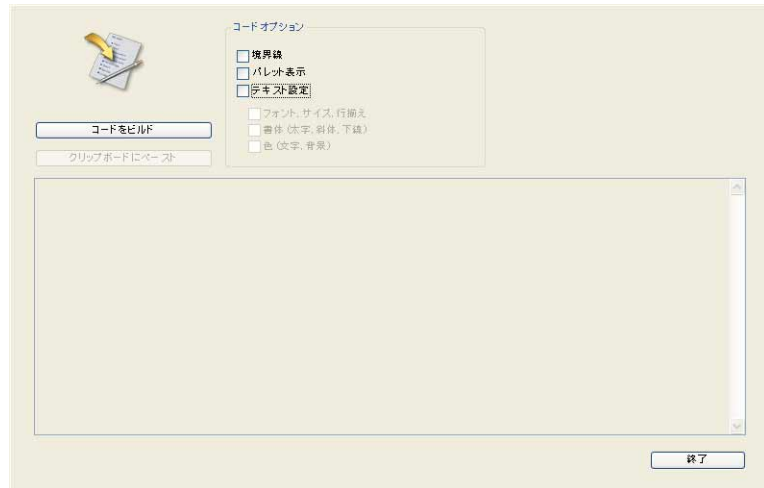 コードオプション
境界線
パレット表示
テキスト設定
フォント, サイズ, 行揃え
書体 (太字, 斜体, 下線)
色 (文字, 背景)
コードをビルド
クリップボードにペースト
終了